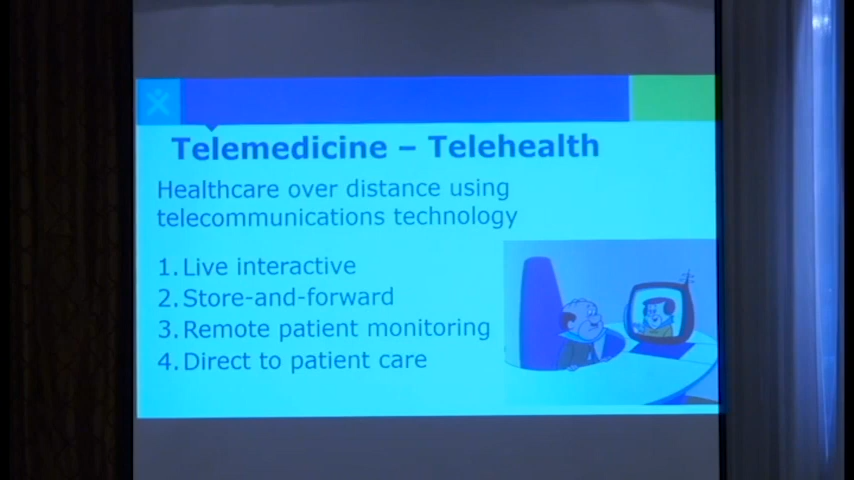 Telemedicine – Telehealth
Healthcare over distance using
telecommunications technology
1. Live interactive
2. Store-and-forward
3. Remote patient monitoring
4. Direct to patient care